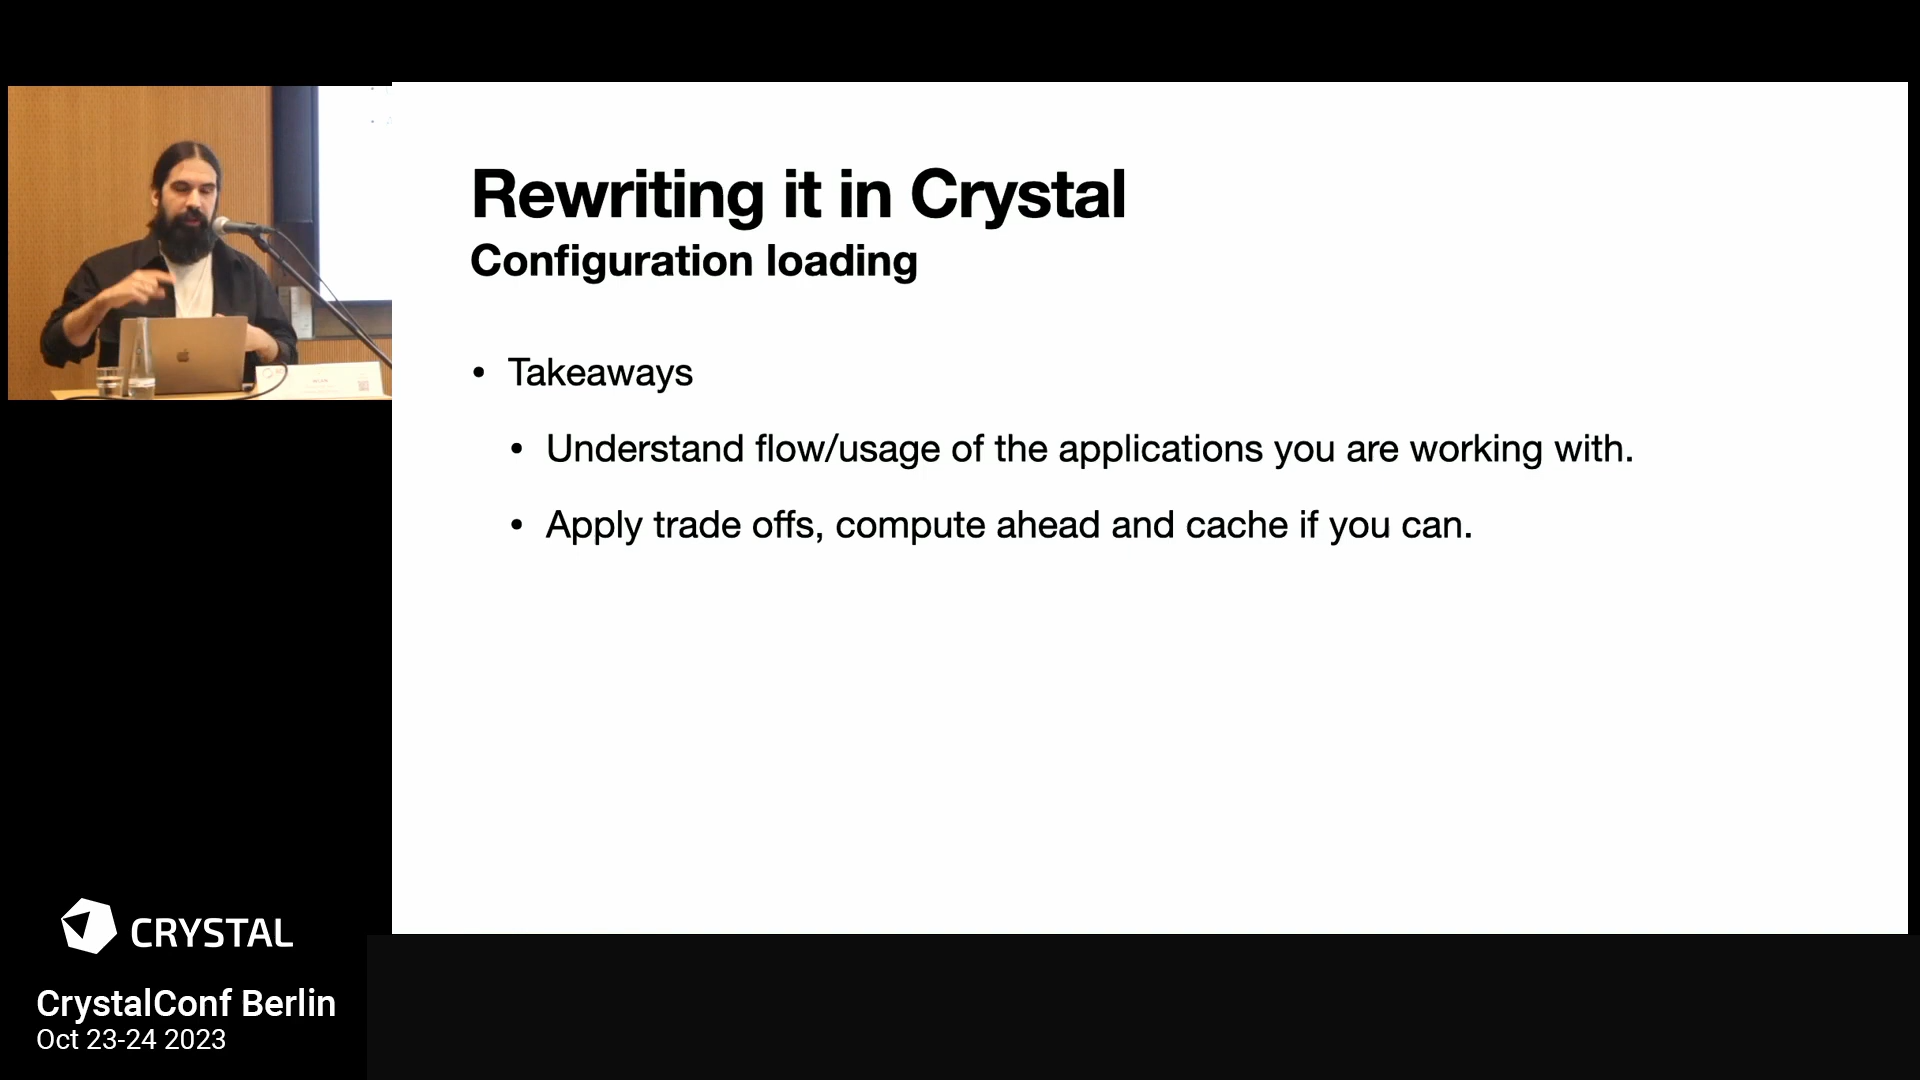 Rewriting it in Crystal
Configuration loading
• Takeaways
• Understand flow/usage of the applications you are working with.
• Apply trade offs, compute ahead and cache if you can.
CRYSTAL
CrystalConf Berlin
Oct 23-24 2023